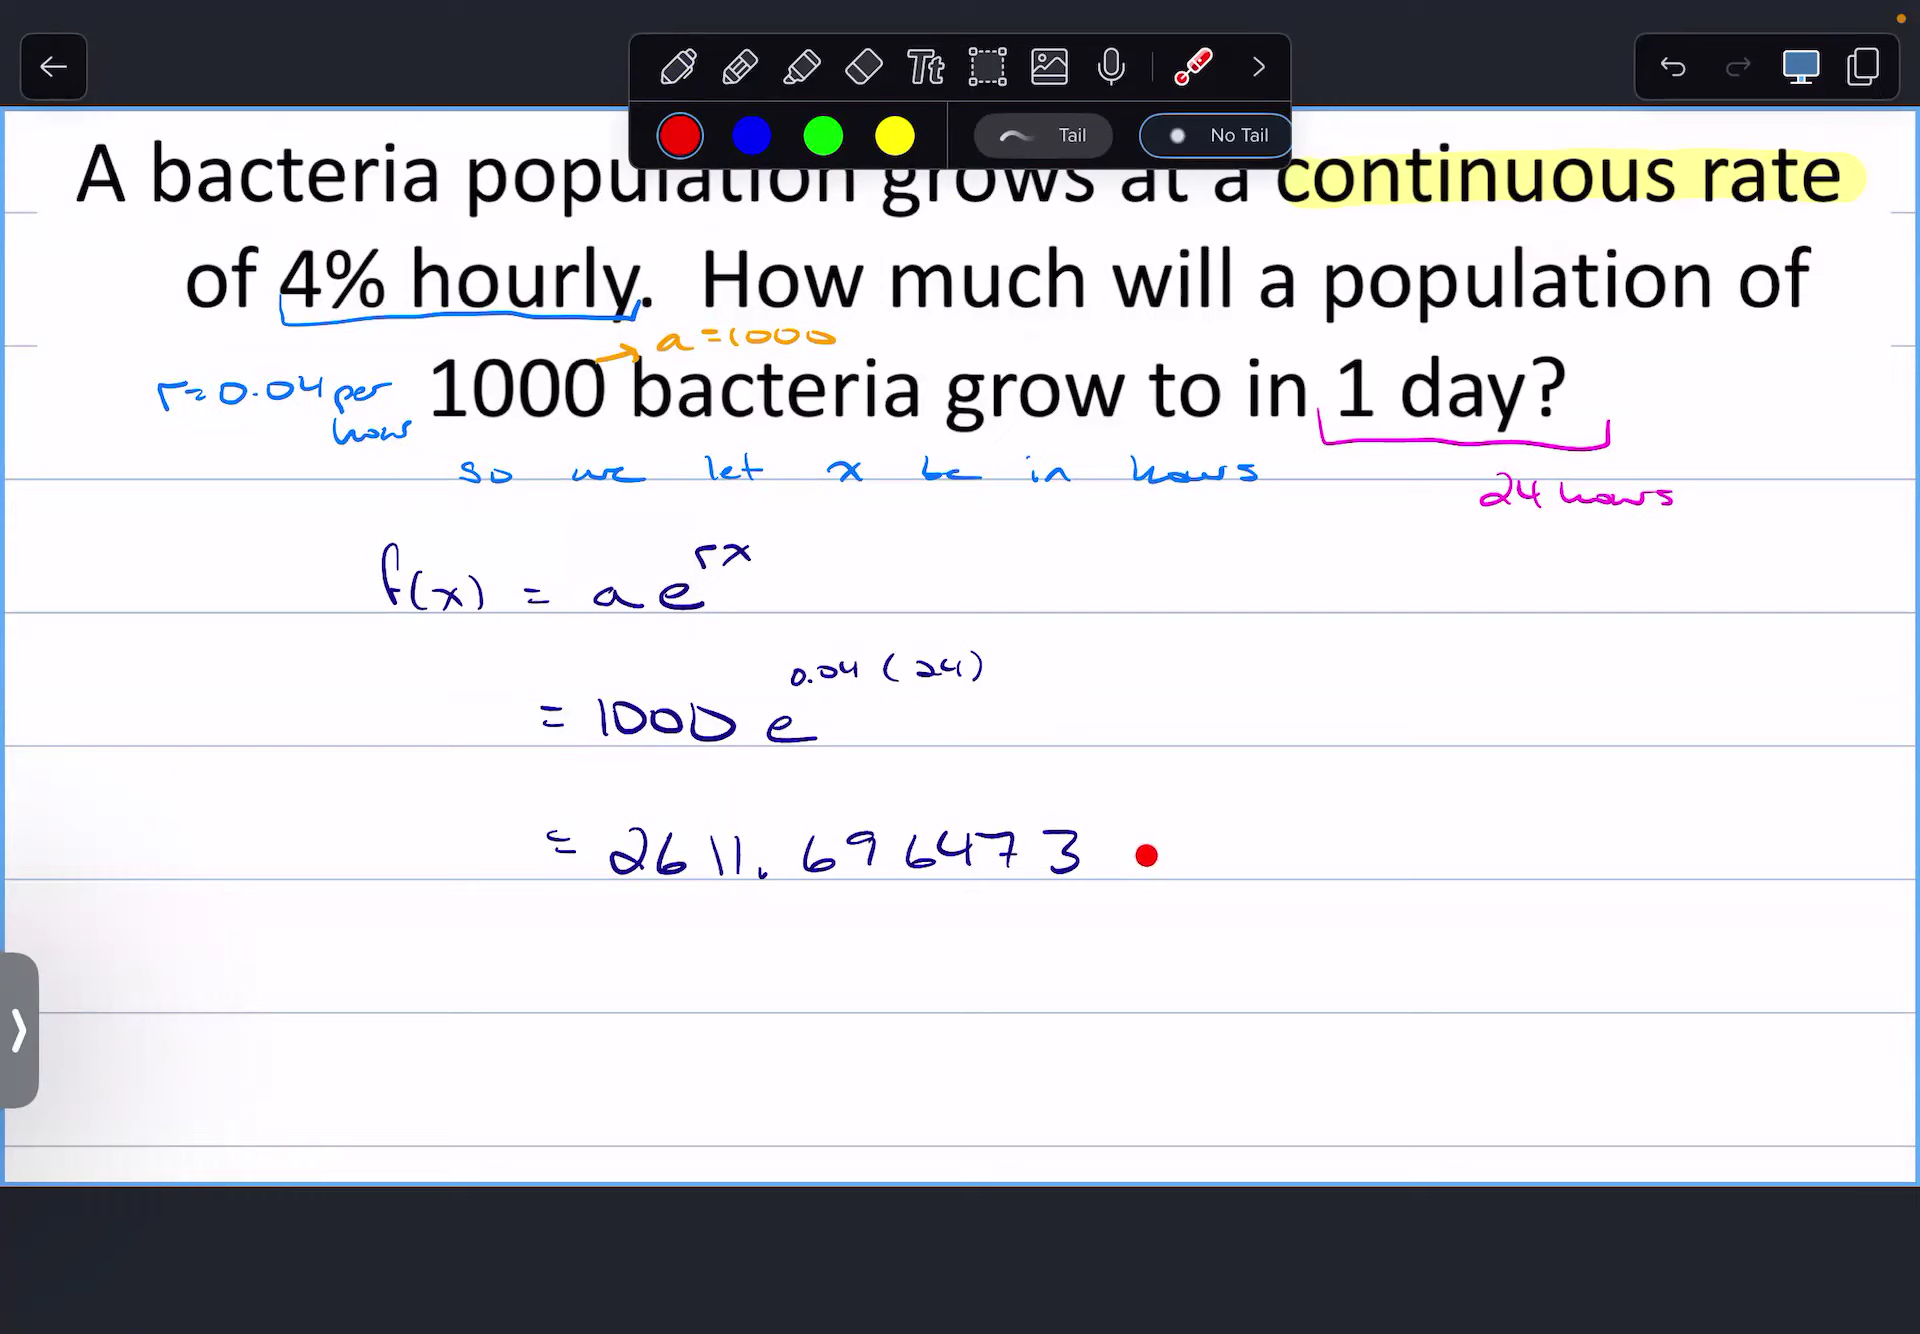 Tt
Tail
No Tail
A bacteria population grows at a continuous rate
of 4% hourly. How much will a population of
a = 1000
r = 0.04 per
hour
1000 bacteria grow to in 1 day?
so we let x be in hours
24 hours
f(x) = a e^{rx}
= 1000 e^{0.04 (24)}
= 2611.696473